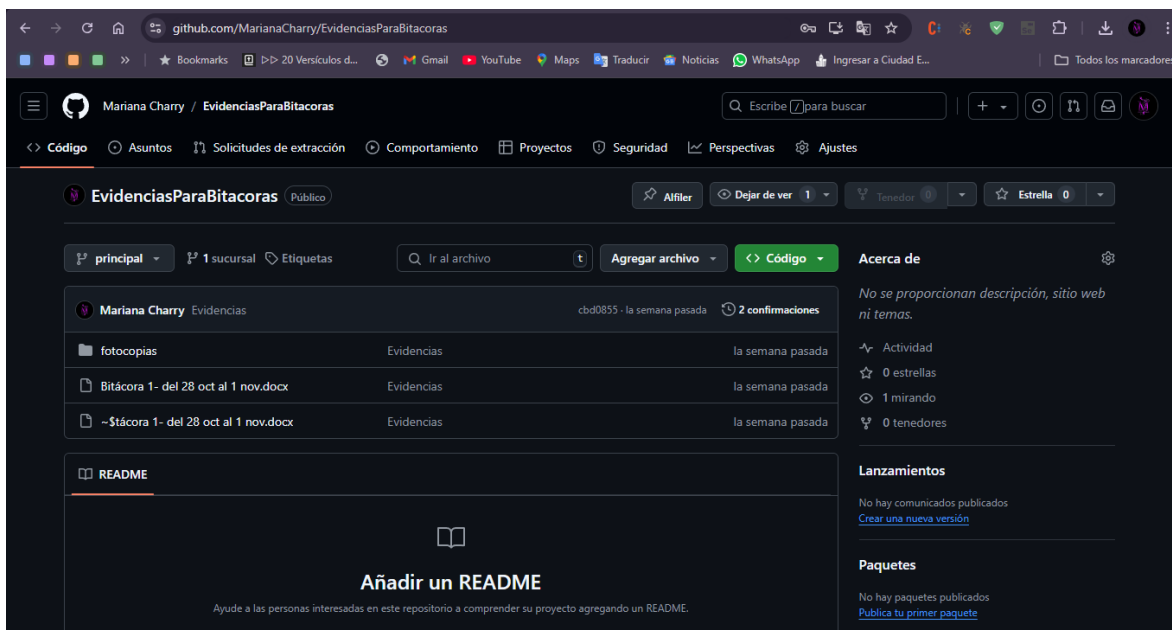 github.com/MarianaCharry/EvidenciasParaBitacoras
» Bookmarks ▷▷ 20 Versículos d... Gmail YouTube Maps Traducir Noticias WhatsApp Ingresar a Ciudad E... Todos los marcadores
Mariana Charry / EvidenciasParaBitacoras Escribe / para buscar
Código Asuntos Solicitudes de extracción Comportamiento Proyectos Seguridad Perspectivas Ajustes
EvidenciasParaBitacoras Público Alfiler Dejar de ver 1 Tenedor 0 Estrella 0
principal 1 sucursal Etiquetas Ir al archivo t Agregar archivo Código Acerca de
No se proporcionan descripción, sitio web
ni temas.
Mariana Charry Evidencias cbd0855 · la semana pasada 2 confirmaciones
fotocopias Evidencias la semana pasada
Bitácora 1- del 28 oct al 1 nov.docx Evidencias la semana pasada
~$tácora 1- del 28 oct al 1 nov.docx Evidencias la semana pasada
Actividad
0 estrellas
1 mirando
0 tenedores
README
Añadir un README
Ayude a las personas interesadas en este repositorio a comprender su proyecto agregando un README.
Lanzamientos
No hay comunicados publicados
Crear una nueva versión
Paquetes
No hay paquetes publicados
Publica tu primer paquete